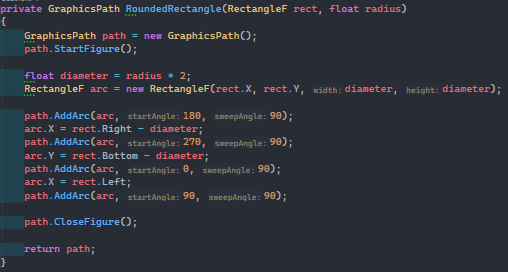 private GraphicsPath RoundedRectangle(RectangleF rect, float radius)
{
    GraphicsPath path = new GraphicsPath();
    path.StartFigure();

    float diameter = radius * 2;
    RectangleF arc = new RectangleF(rect.X, rect.Y, width: diameter, height: diameter);

    path.AddArc(arc, startAngle: 180, sweepAngle: 90);
    arc.X = rect.Right - diameter;
    path.AddArc(arc, startAngle: 270, sweepAngle: 90);
    arc.Y = rect.Bottom - diameter;
    path.AddArc(arc, startAngle: 0, sweepAngle: 90);
    arc.X = rect.Left;
    path.AddArc(arc, startAngle: 90, sweepAngle: 90);

    path.CloseFigure();

    return path;
}